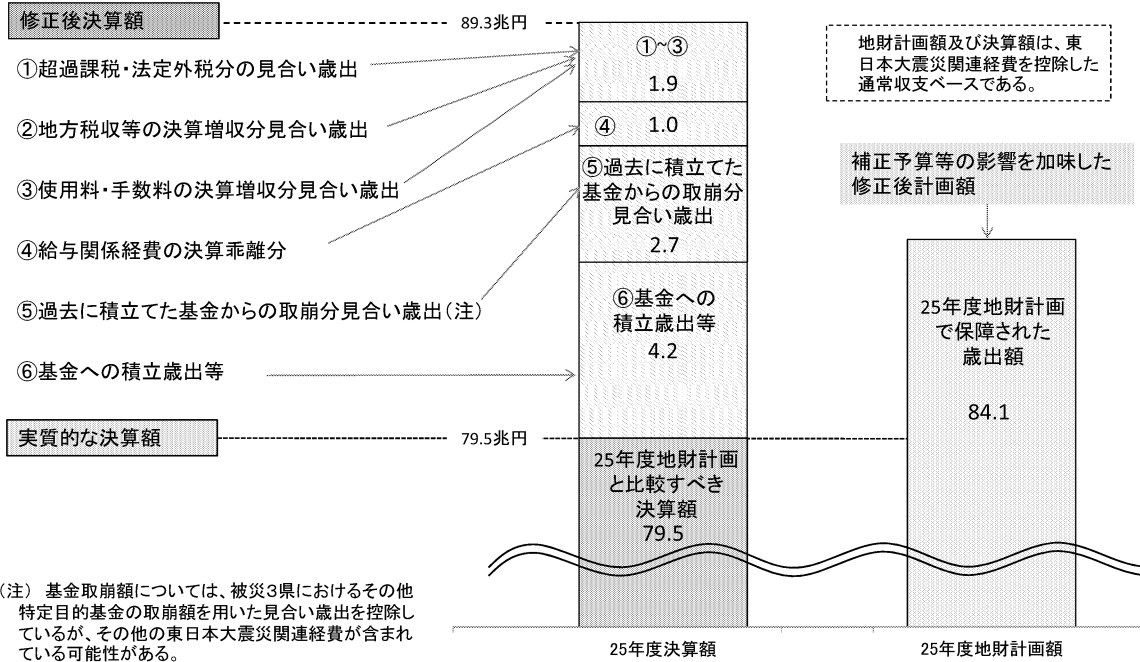 修正後決算額
89.3兆円
①超過課税・法定外税分の見合い歳出
②地方税収等の決算増収分見合い歳出
③使用料・手数料の決算増収分見合い歳出
④給与関係経費の決算乖離分
⑤過去に積立てた基金からの取崩分見合い歳出(注)
⑥基金への積立歳出等
実質的な決算額
79.5兆円
①~③
1.9
④ 1.0
⑤過去に積立てた
基金からの取崩分
見合い歳出
2.7
⑥基金への
積立歳出等
4.2
25年度地財計画
と比較すべき
決算額
79.5
地財計画額及び決算額は、東
日本大震災関連経費を控除した
通常収支ベースである。
補正予算等の影響を加味した
修正後計画額
25年度地財計画
で保障された
歳出額
84.1
(注) 基金取崩額については、被災3県におけるその他
特定目的基金の取崩額を用いた見合い歳出を控除し
ているが、その他の東日本大震災関連経費が含まれ
ている可能性がある。
25年度決算額
25年度地財計画額